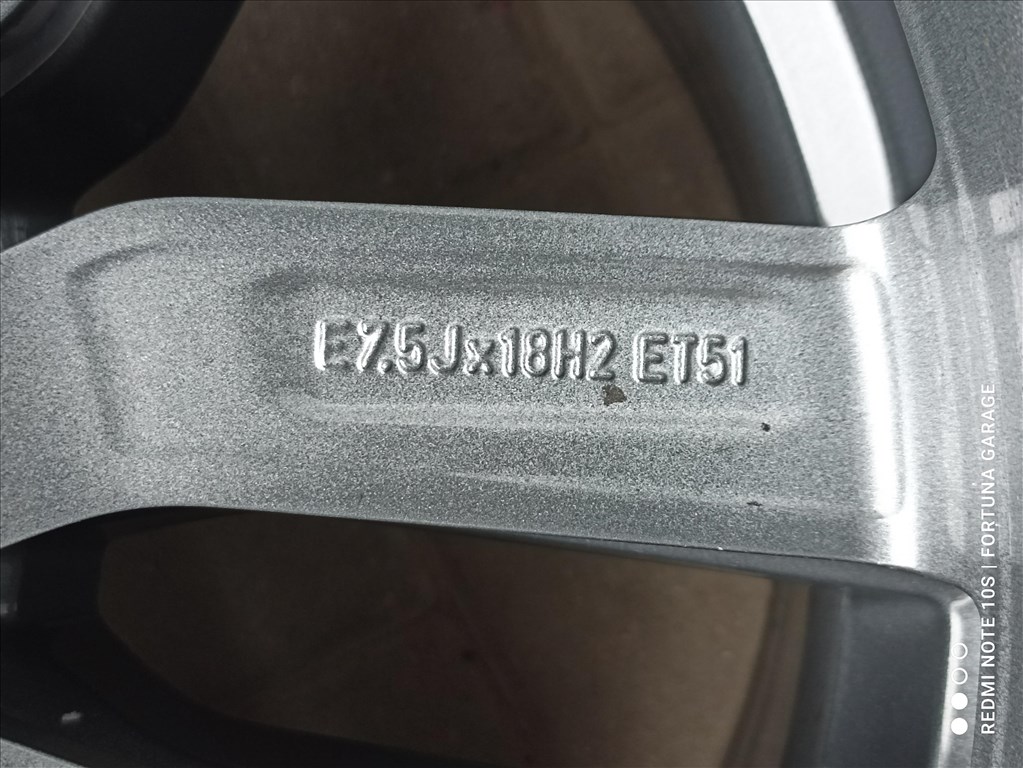 E7.5Jx18H2 ET51
REDMI NOTE 10S | FORTUNA GARAGE